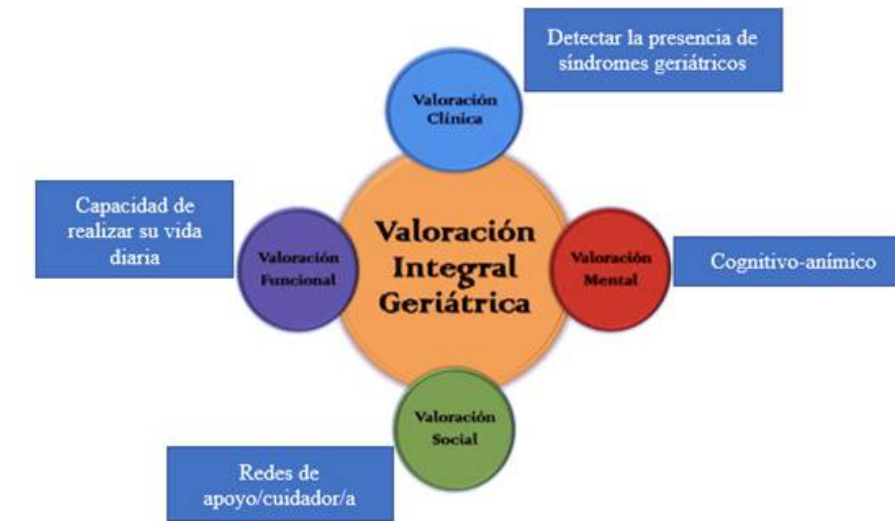 Detectar la presencia de
síndromes geriátricos
Valoración
Clínica
Capacidad de
realizar su vida
diaria
Valoración
Funcional
Valoración
Integral
Geriátrica
Valoración
Mental
Cognitivo-anímico
Valoración
Social
Redes de
apoyo/cuidador/a